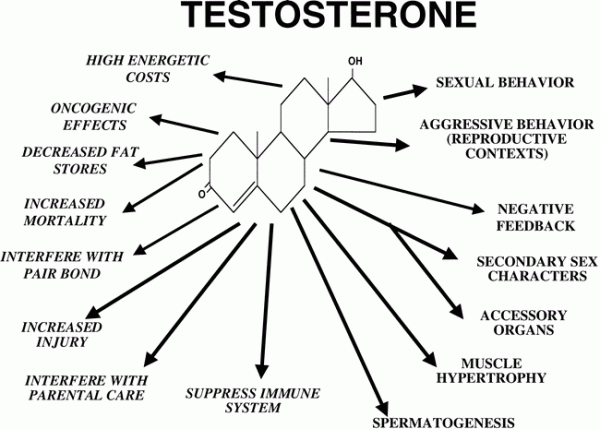 TESTOSTERONE
HIGH ENERGETIC
COSTS
ONCOGENIC
EFFECTS
DECREASED FAT
STORES
INCREASED
MORTALITY
INTERFERE WITH
PAIR BOND
INCREASED
INJURY
INTERFERE WITH
PARENTAL CARE
SUPPRESS IMMUNE
SYSTEM
OH
O
SEXUAL BEHAVIOR
AGGRESSIVE BEHAVIOR
(REPRODUCTIVE
CONTEXTS)
NEGATIVE
FEEDBACK
SECONDARY SEX
CHARACTERS
ACCESSORY
ORGANS
MUSCLE
HYPERTROPHY
SPERMATOGENESIS